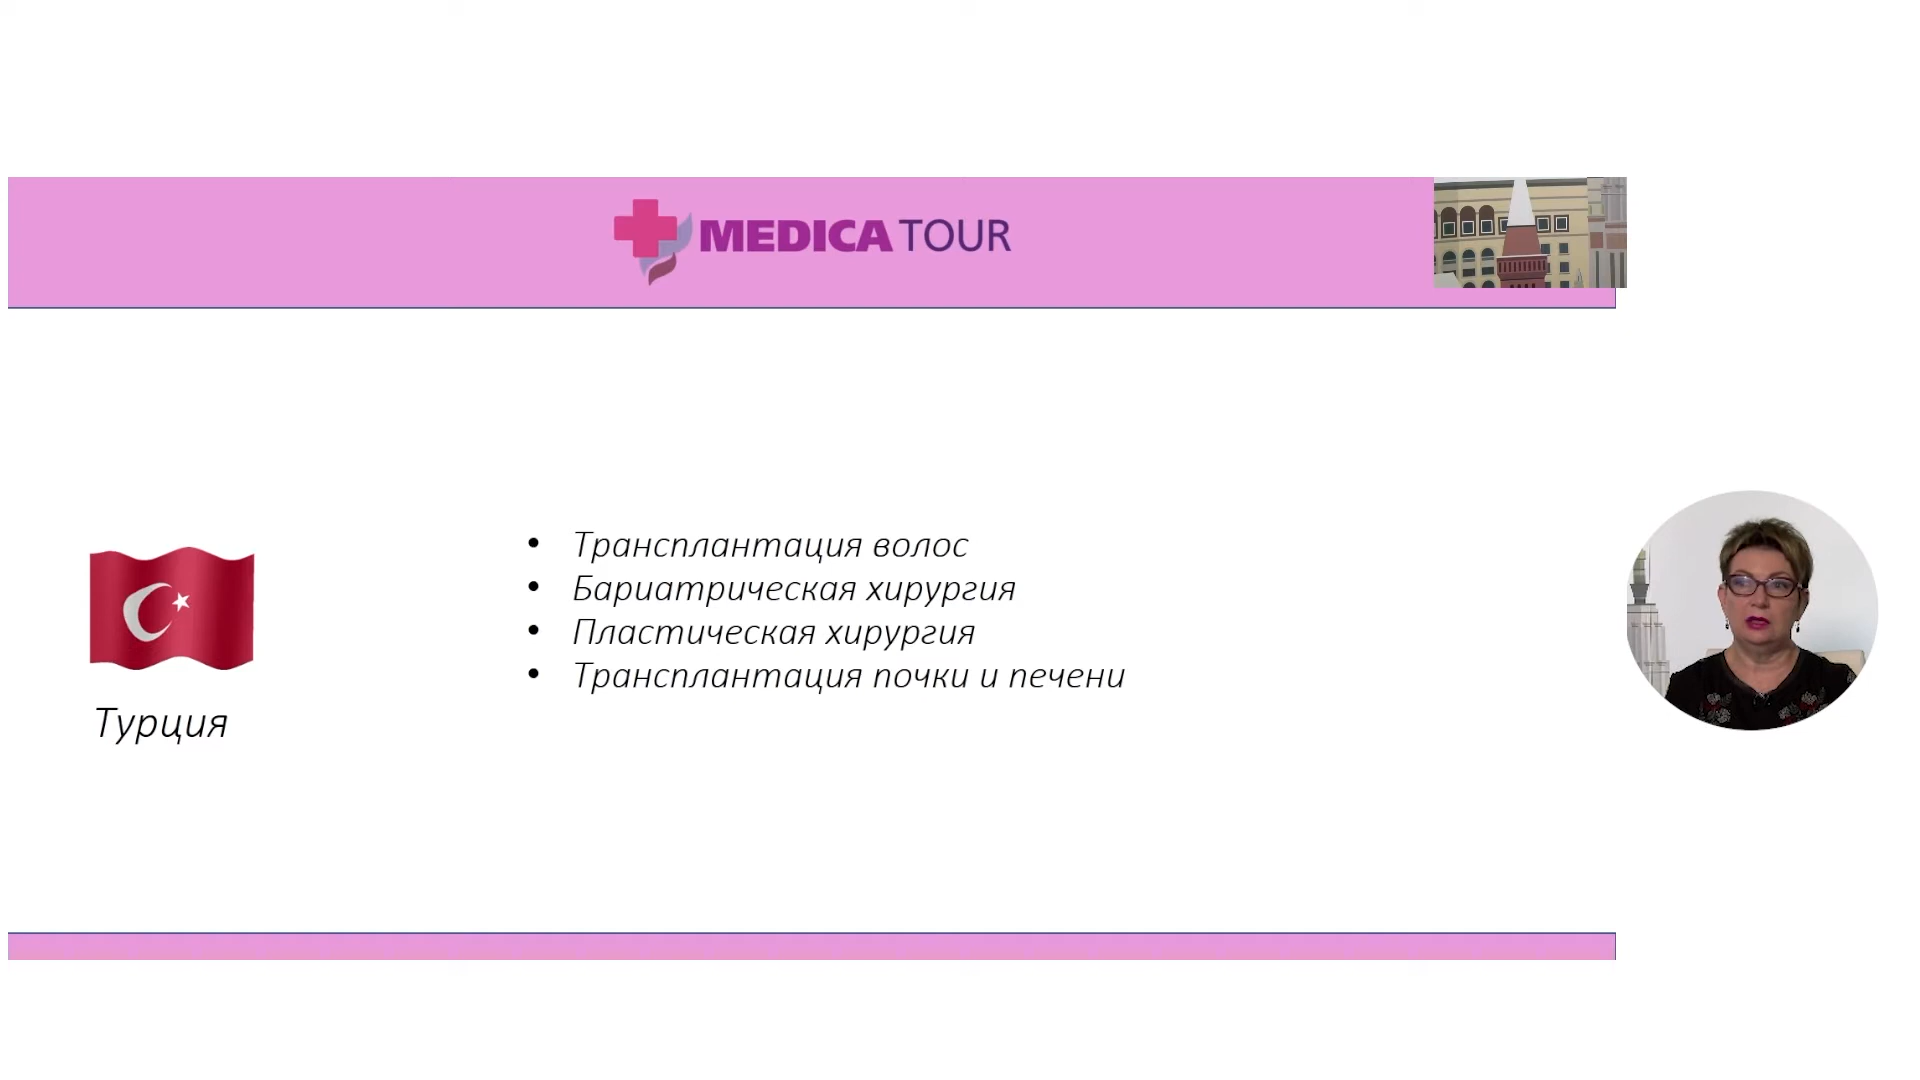 MEDICA TOUR
• Трансплантация волос
• Бариатрическая хирургия
• Пластическая хирургия
• Трансплантация почки и печени
Турция